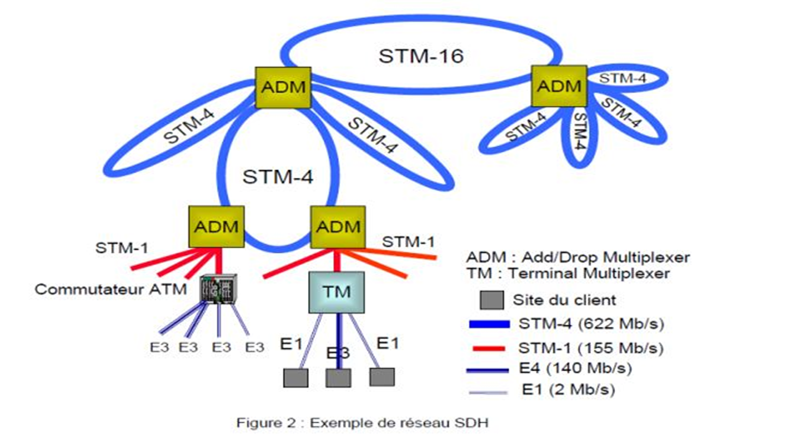 STM-16
ADM
ADM
STM-4
STM-4
STM-4
STM-4
STM-4
STM-4
STM-4
ADM
ADM
STM-1
STM-1
Commutateur ATM
TM
E3
E3
E3
E3
E1
E3
E1
ADM : Add/Drop Multiplexer
TM : Terminal Multiplexer
Site du client
STM-4 (622 Mb/s)
STM-1 (155 Mb/s)
E4 (140 Mb/s)
E1 (2 Mb/s)
Figure 2 : Exemple de réseau SDH